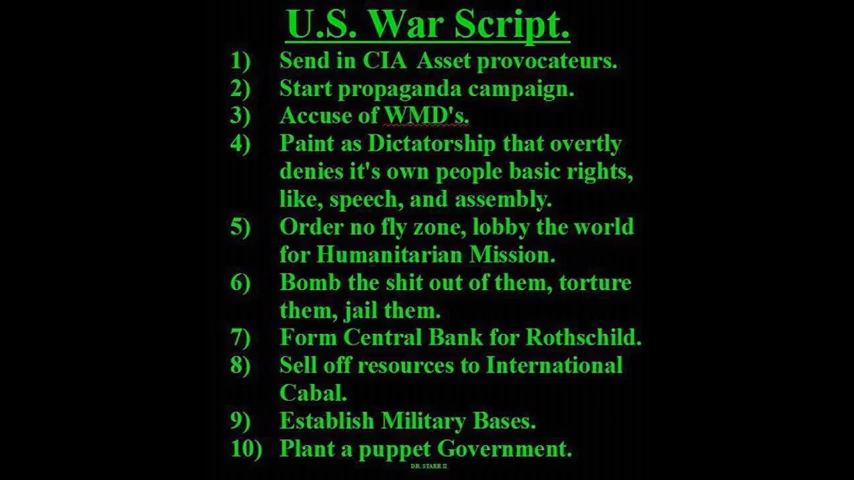 U.S. War Script.
1) Send in CIA Asset provocateurs.
2) Start propaganda campaign.
3) Accuse of WMD's.
4) Paint as Dictatorship that overtly
denies it's own people basic rights,
like, speech, and assembly.
5) Order no fly zone, lobby the world
for Humanitarian Mission.
6) Bomb the shit out of them, torture
them, jail them.
7) Form Central Bank for Rothschild.
8) Sell off resources to International
Cabal.
9) Establish Military Bases.
10) Plant a puppet Government.
D.R. STARR II